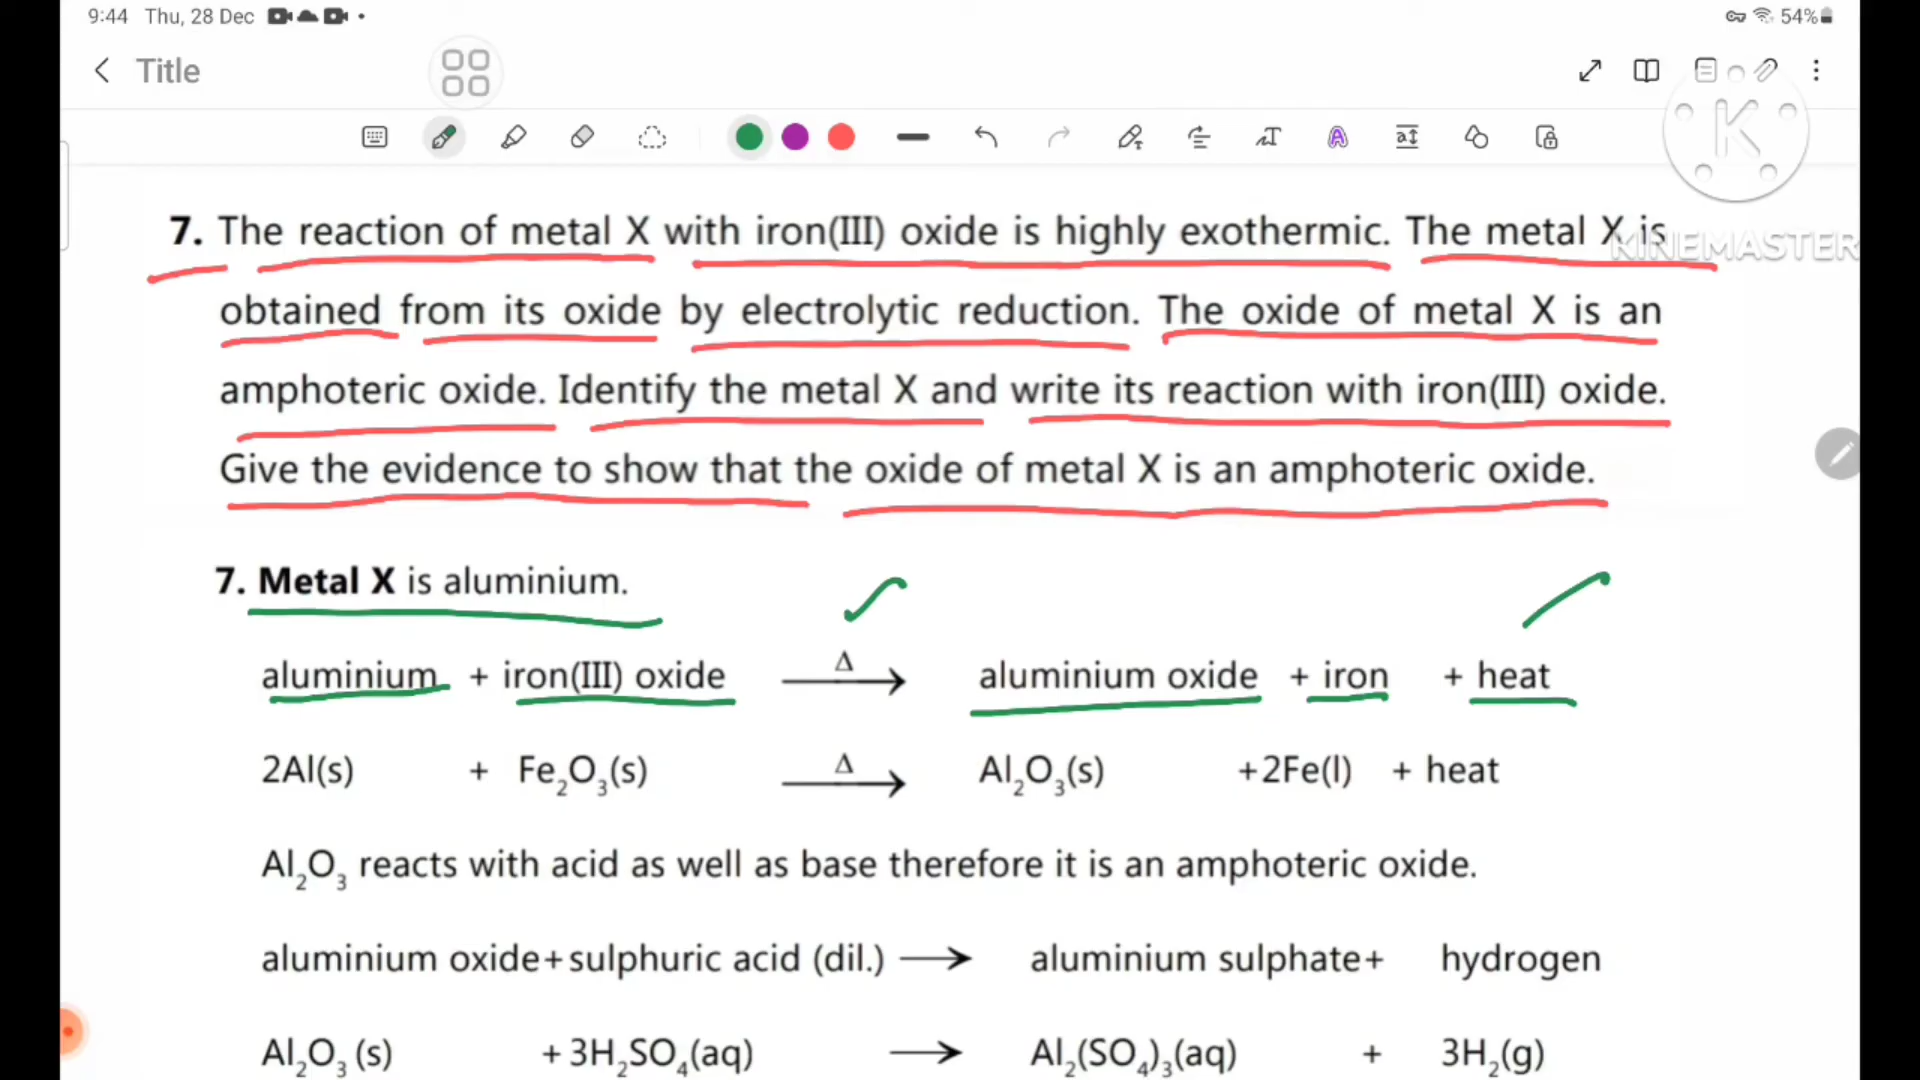 9:44 Thu, 28 Dec 54%
Title
K
KINEMASTER
7. The reaction of metal X with iron(III) oxide is highly exothermic. The metal X is
obtained from its oxide by electrolytic reduction. The oxide of metal X is an
amphoteric oxide. Identify the metal X and write its reaction with iron(III) oxide.
Give the evidence to show that the oxide of metal X is an amphoteric oxide.
7. Metal X is aluminium.
aluminium + iron(III) oxide Δ→ aluminium oxide + iron + heat
2Al(s) + Fe₂O₃(s) Δ→ Al₂O₃(s) +2Fe(l) + heat
Al₂O₃ reacts with acid as well as base therefore it is an amphoteric oxide.
aluminium oxide+sulphuric acid (dil.) → aluminium sulphate+ hydrogen
Al₂O₃ (s) +3H₂SO₄(aq) → Al₂(SO₄)₃(aq) + 3H₂(g)